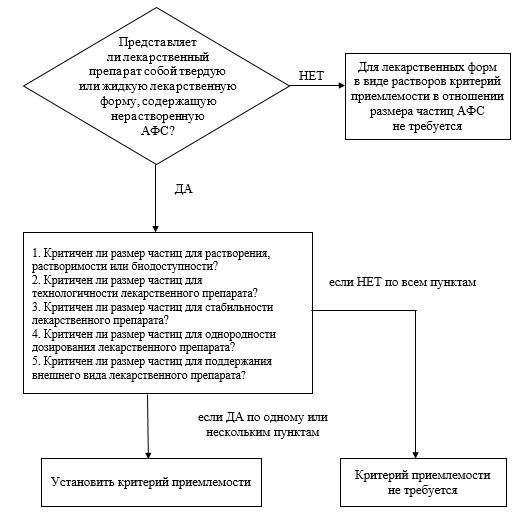 Представляет
ли лекарственный
препарат собой твердую
или жидкую лекарственную
форму, содержащую
нерастворенную
АФС?
НЕТ
Для лекарственных форм
в виде растворов критерий
приемлемости в отношении
размера частиц АФС
не требуется
ДА
1. Критичен ли размер частиц для растворения,
растворимости или биодоступности?
2. Критичен ли размер частиц для
технологичности лекарственного препарата?
3. Критичен ли размер частиц для стабильности
лекарственного препарата?
4. Критичен ли размер частиц для однородности
дозирования лекарственного препарата?
5. Критичен ли размер частиц для поддержания
внешнего вида лекарственного препарата?
если НЕТ по всем пунктам
если ДА по одному или
нескольким пунктам
Установить критерий приемлемости
Критерий приемлемости
не требуется